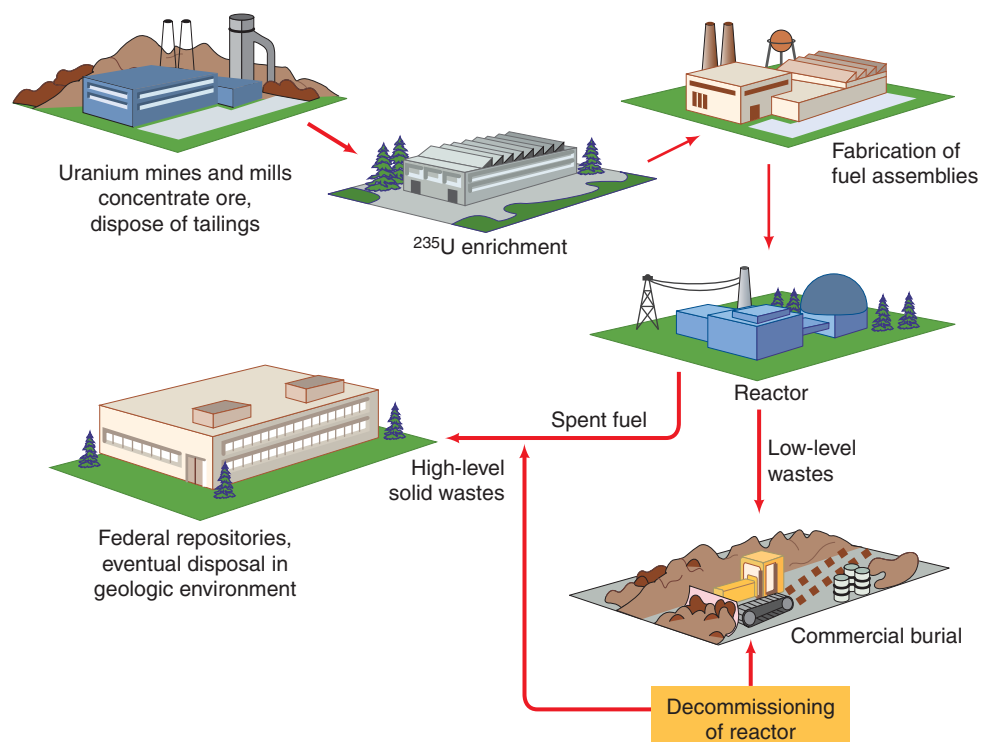 Uranium mines and mills
concentrate ore,
dispose of tailings
²³⁵U enrichment
Fabrication of
fuel assemblies
Reactor
Spent fuel
Low-level
wastes
High-level
solid wastes
Federal repositories,
eventual disposal in
geologic environment
Commercial burial
Decommissioning
of reactor